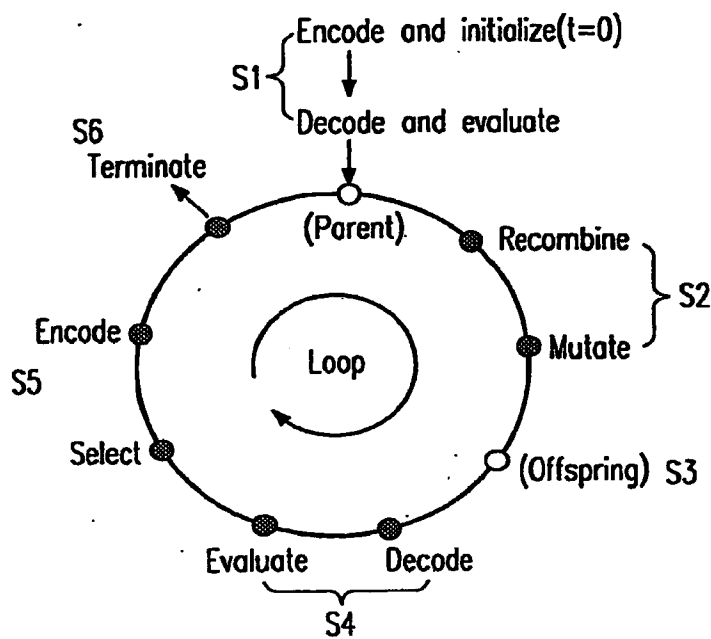 Encode and initialize(t=0)
S1
Decode and evaluate
S6
Terminate
(Parent)
Recombine
S2
Encode
Loop
Mutate
S5
Select
(Offspring) S3
Evaluate Decode
S4